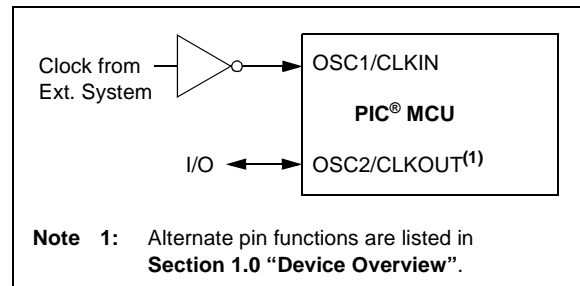 Clock from
Ext. System
OSC1/CLKIN
PIC® MCU
I/O
OSC2/CLKOUT(1)
Note 1: Alternate pin functions are listed in
Section 1.0 “Device Overview”.